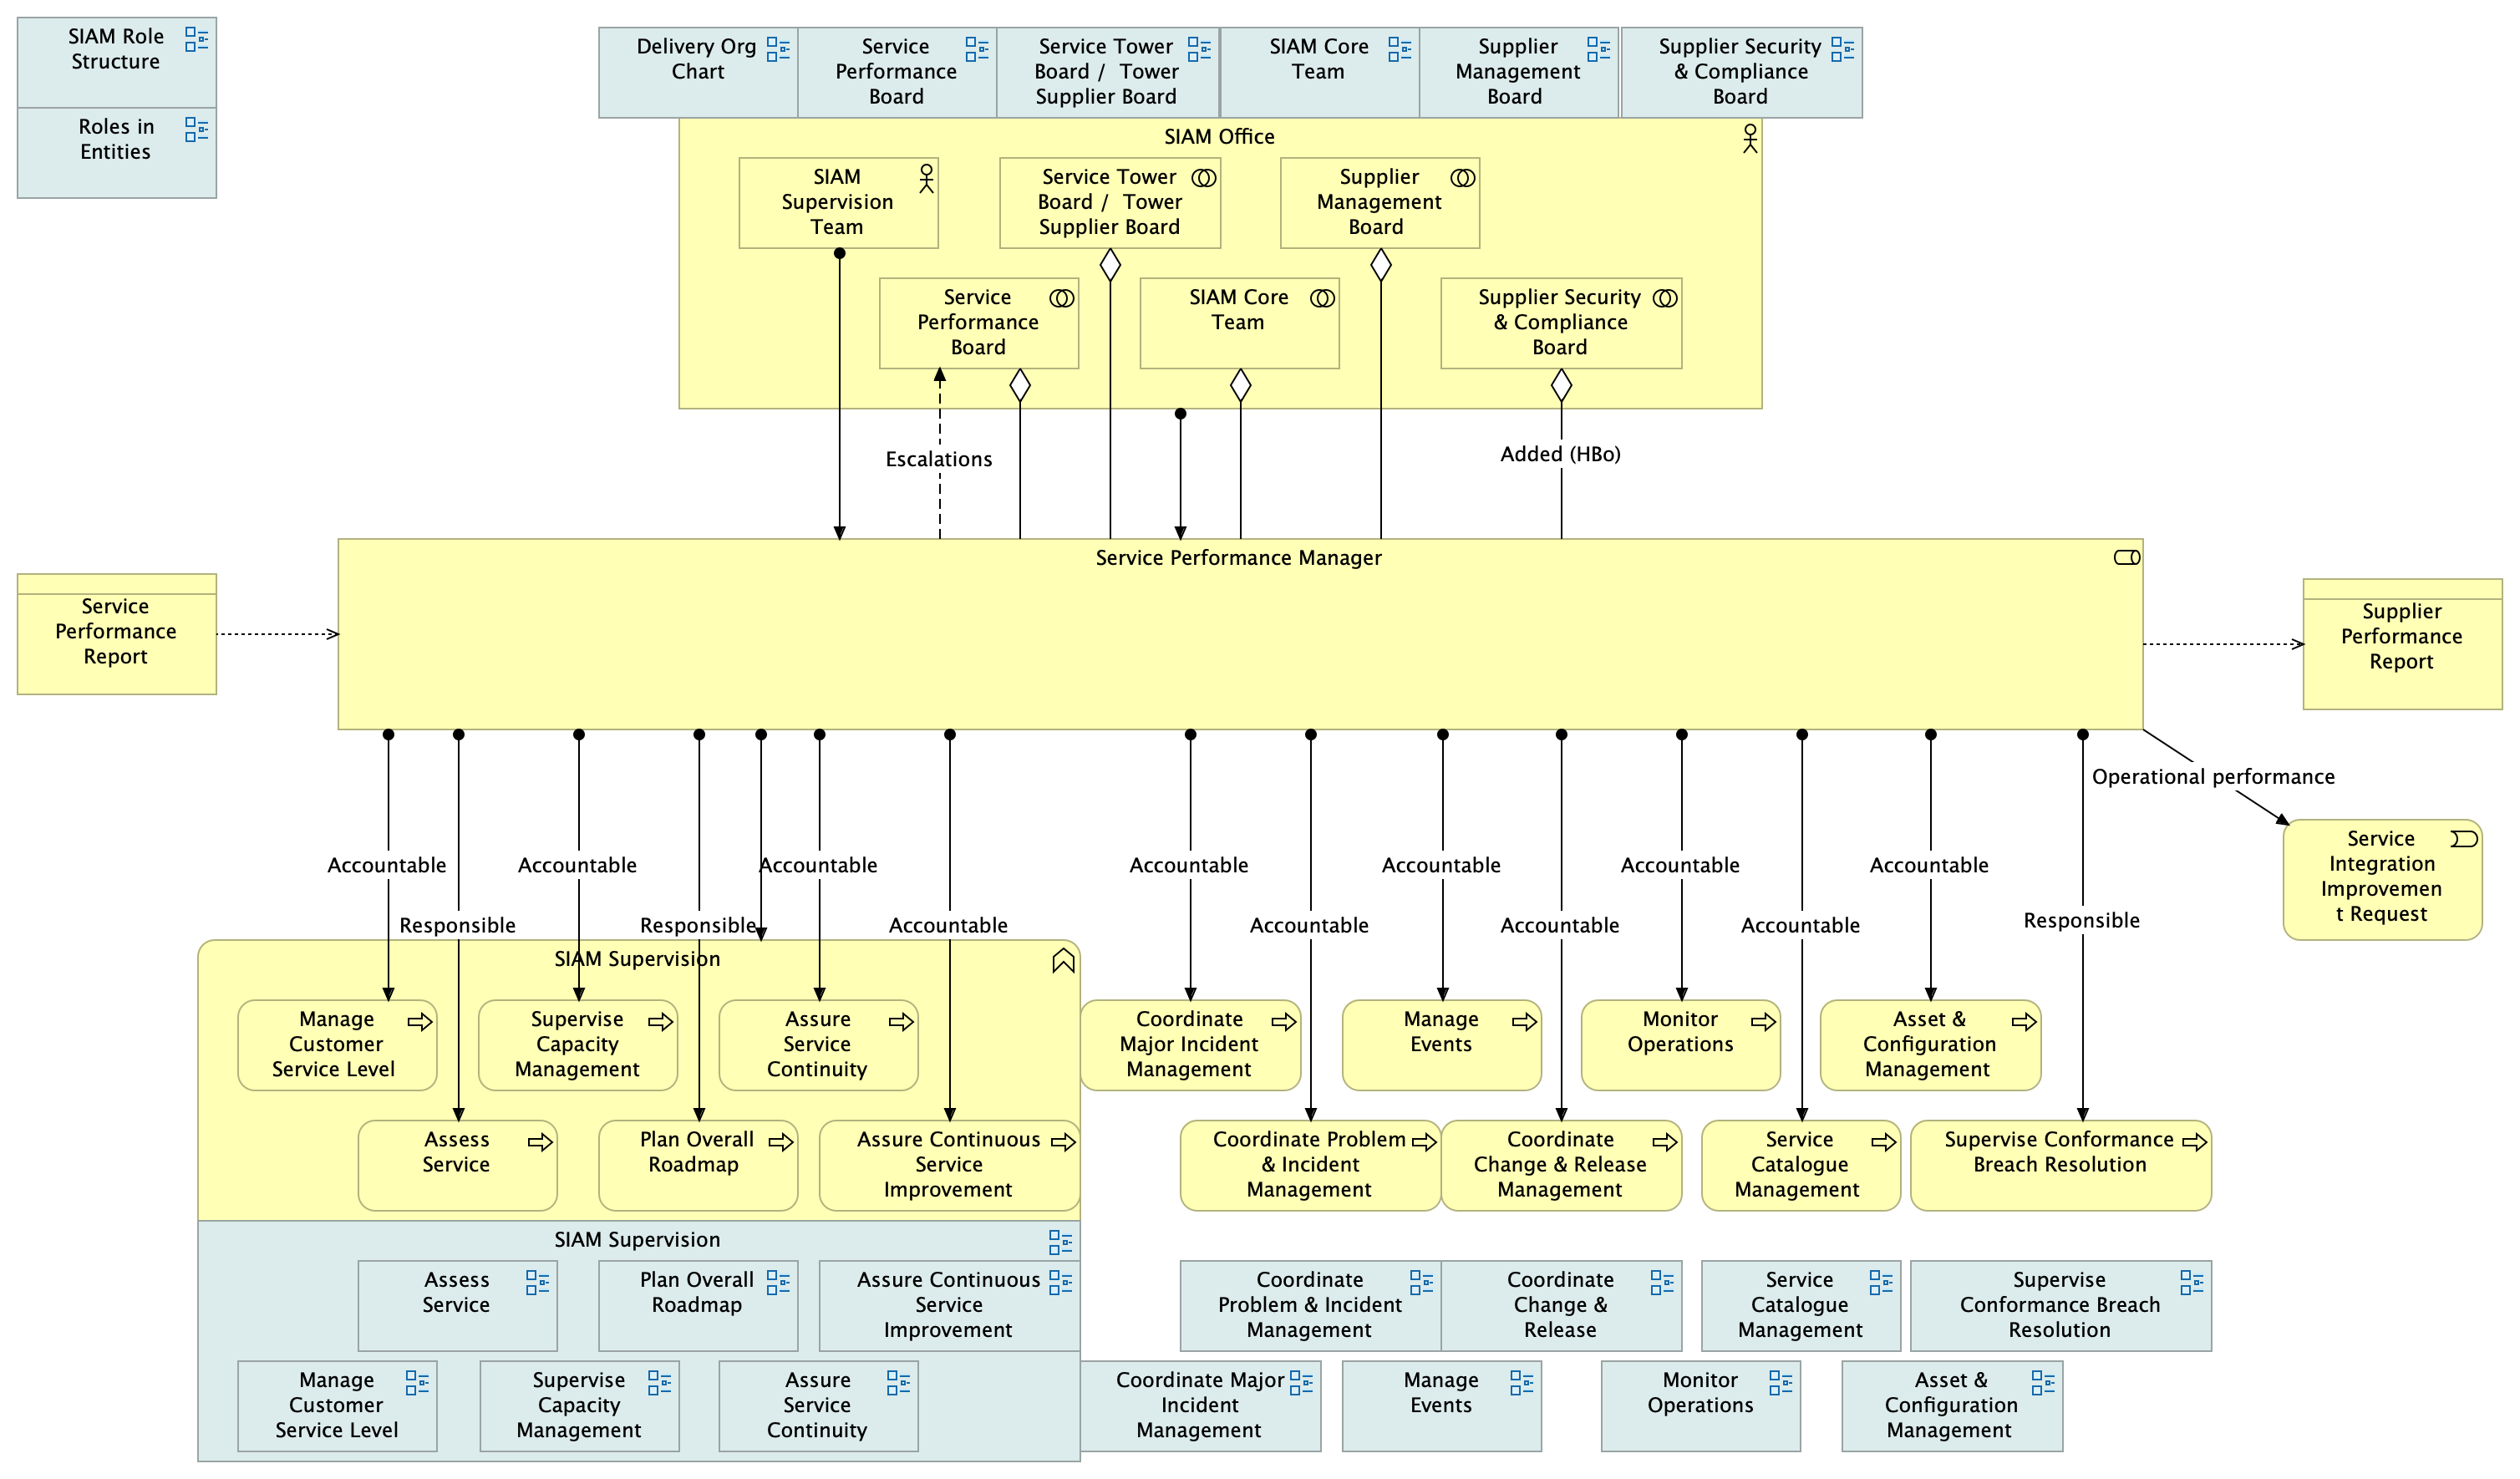 SIAM Role
Structure
Roles in
Entities
Delivery Org
Chart
Service
Performance
Board
Service Tower
Board /  Tower
Supplier Board
SIAM Core
Team
Supplier
Management
Board
Supplier Security
& Compliance
Board
SIAM Office
SIAM
Supervision
Team
Service Tower
Board /  Tower
Supplier Board
Supplier
Management
Board
Service
Performance
Board
SIAM Core
Team
Supplier Security
& Compliance
Board
Escalations
Added (HBo)
Service Performance Manager
Service
Performance
Report
Supplier
Performance
Report
Operational performance
Accountable
Accountable
Accountable
Accountable
Accountable
Accountable
Accountable
Responsible
Responsible
Accountable
Accountable
Accountable
Accountable
Responsible
Service
Integration
Improvemen
t Request
SIAM Supervision
Manage
Customer
Service Level
Supervise
Capacity
Management
Assure
Service
Continuity
Coordinate
Major Incident
Management
Manage
Events
Monitor
Operations
Asset &
Configuration
Management
Assess
Service
Plan Overall
Roadmap
Assure Continuous
Service
Improvement
Coordinate Problem
& Incident
Management
Coordinate
Change & Release
Management
Service
Catalogue
Management
Supervise Conformance
Breach Resolution
SIAM Supervision
Assess
Service
Plan Overall
Roadmap
Assure Continuous
Service
Improvement
Coordinate
Problem & Incident
Management
Coordinate
Change &
Release
Service
Catalogue
Management
Supervise
Conformance Breach
Resolution
Manage
Customer
Service Level
Supervise
Capacity
Management
Assure
Service
Continuity
Coordinate Major
Incident
Management
Manage
Events
Monitor
Operations
Asset &
Configuration
Management